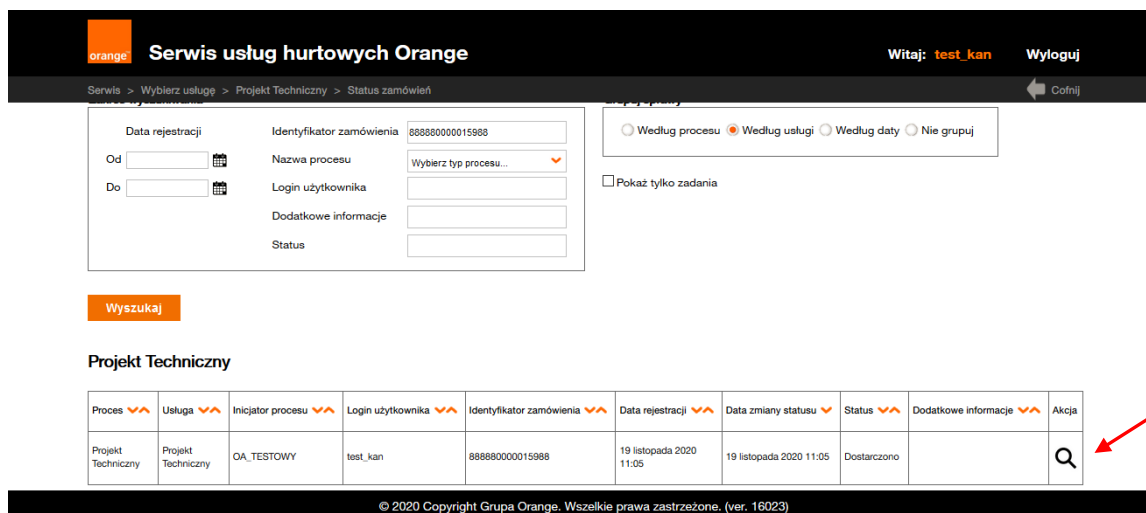 orange
Serwis usług hurtowych Orange
Witaj: test_kan Wyloguj
Serwis > Wybierz usługę > Projekt Techniczny > Status zamówień
Cofnij
Data rejestracji
Od
Do
Identyfikator zamówienia 888880000015988
Nazwa procesu Wybierz typ procesu...
Login użytkownika
Dodatkowe informacje
Status
Według procesu Według usługi Według daty Nie grupuj
Pokaż tylko zadania
Wyszukaj
Projekt Techniczny
Proces Usługa Inicjator procesu Login użytkownika Identyfikator zamówienia Data rejestracji Data zmiany statusu Status Dodatkowe informacje Akcja
Projekt Techniczny Projekt Techniczny OA_TESTOWY test_kan 888880000015988 19 listopada 2020 11:05 19 listopada 2020 11:05 Dostarczono
© 2020 Copyright Grupa Orange. Wszelkie prawa zastrzeżone. (ver. 16023)